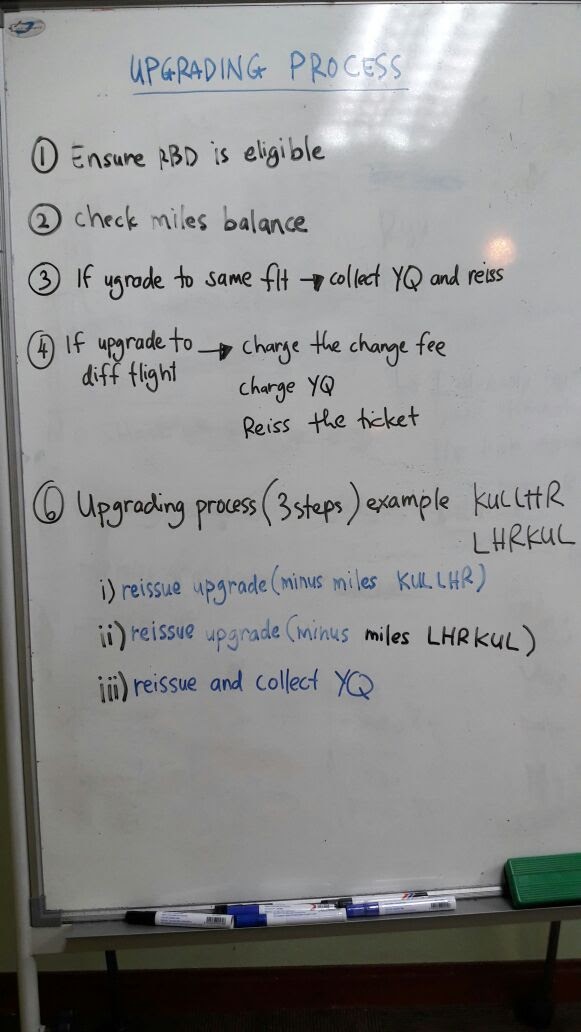 UPGRADING PROCESS
① Ensure RBD is eligible
② check miles balance
③ If ugrade to same flt → collect YQ and reiss
④ If upgrade to → charge the change fee
diff flight
charge YQ
Reiss the ticket
⑥ Upgrading process (3 steps) example KULLHR
LHRKUL
i) reissue upgrade (minus miles KULLHR)
ii) reissue upgrade (minus miles LHRKUL)
iii) reissue and collect YQ